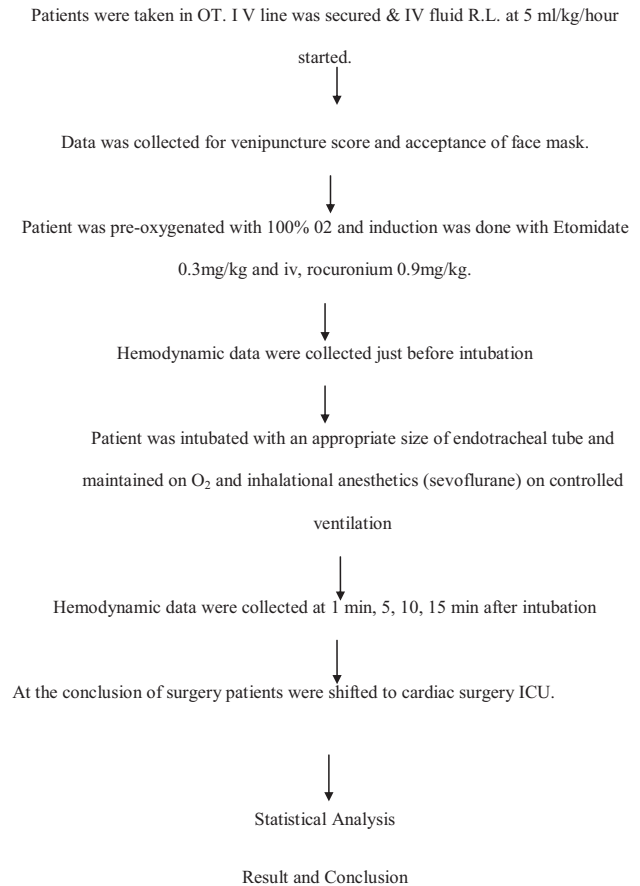 Patients were taken in OT. I V line was secured & IV fluid R.L. at 5 ml/kg/hour
started.
Data was collected for venipuncture score and acceptance of face mask.
Patient was pre-oxygenated with 100% 02 and induction was done with Etomidate
0.3mg/kg and iv, rocuronium 0.9mg/kg.
Hemodynamic data were collected just before intubation
Patient was intubated with an appropriate size of endotracheal tube and
maintained on O₂ and inhalational anesthetics (sevoflurane) on controlled
ventilation
Hemodynamic data were collected at 1 min, 5, 10, 15 min after intubation
At the conclusion of surgery patients were shifted to cardiac surgery ICU.
Statistical Analysis
Result and Conclusion